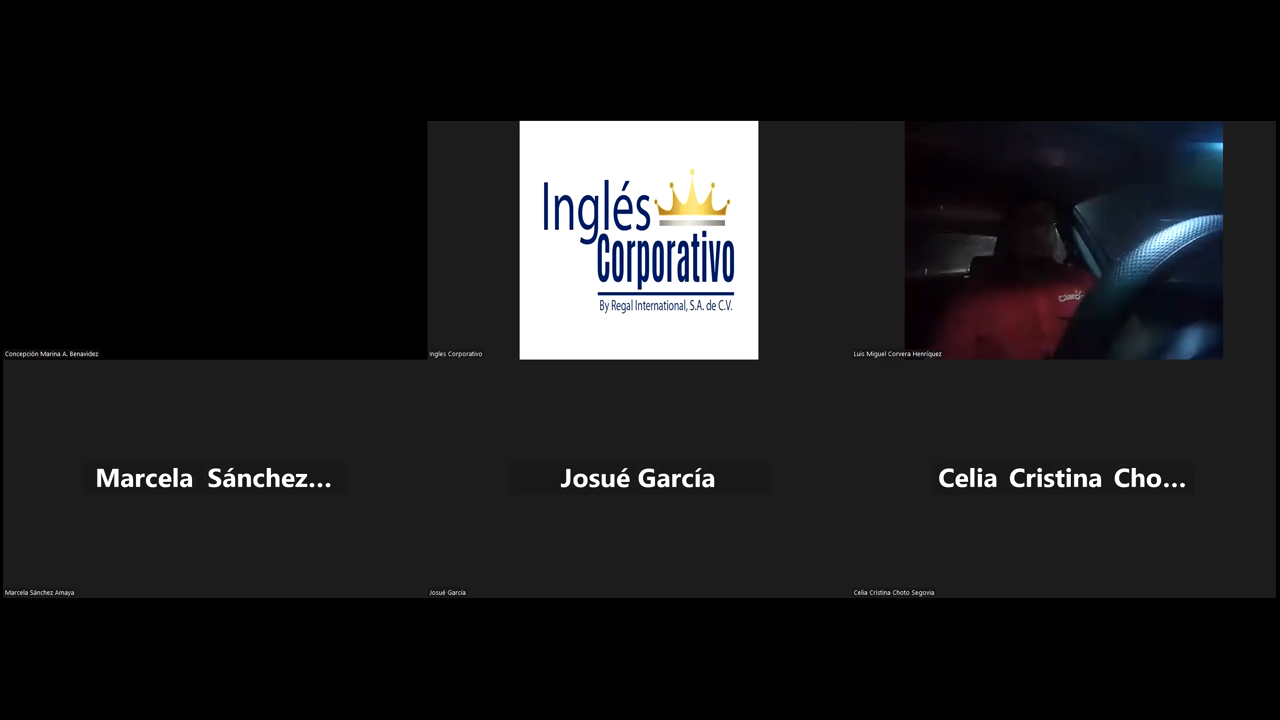 Inglés
Corporativo
By Regal International, S.A. de C.V.
Claro
Concepción Marina A. Benavidez
Ingles Corporativo
Luis Miguel Corvera Henríquez
Marcela Sánchez...
Josué García
Celia Cristina Cho...
Marcela Sánchez Amaya
Josué García
Celia Cristina Choto Segovia